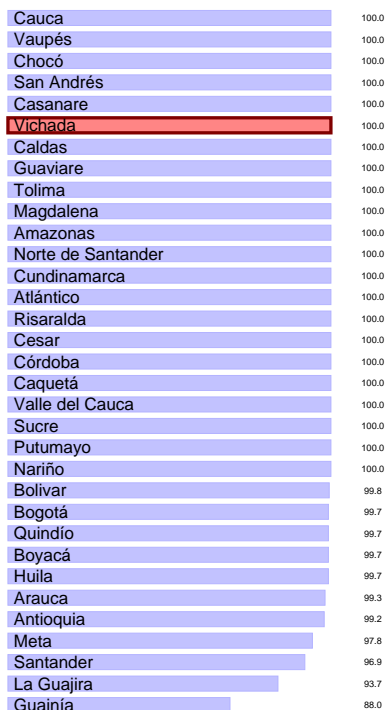 Cauca 100.0
Vaupés 100.0
Chocó 100.0
San Andrés 100.0
Casanare 100.0
Vichada 100.0
Caldas 100.0
Guaviare 100.0
Tolima 100.0
Magdalena 100.0
Amazonas 100.0
Norte de Santander 100.0
Cundinamarca 100.0
Atlántico 100.0
Risaralda 100.0
Cesar 100.0
Córdoba 100.0
Caquetá 100.0
Valle del Cauca 100.0
Sucre 100.0
Putumayo 100.0
Nariño 100.0
Bolivar 99.8
Bogotá 99.7
Quindío 99.7
Boyacá 99.7
Huila 99.7
Arauca 99.3
Antioquia 99.2
Meta 97.8
Santander 96.9
La Guajira 93.7
Guainía 88.0